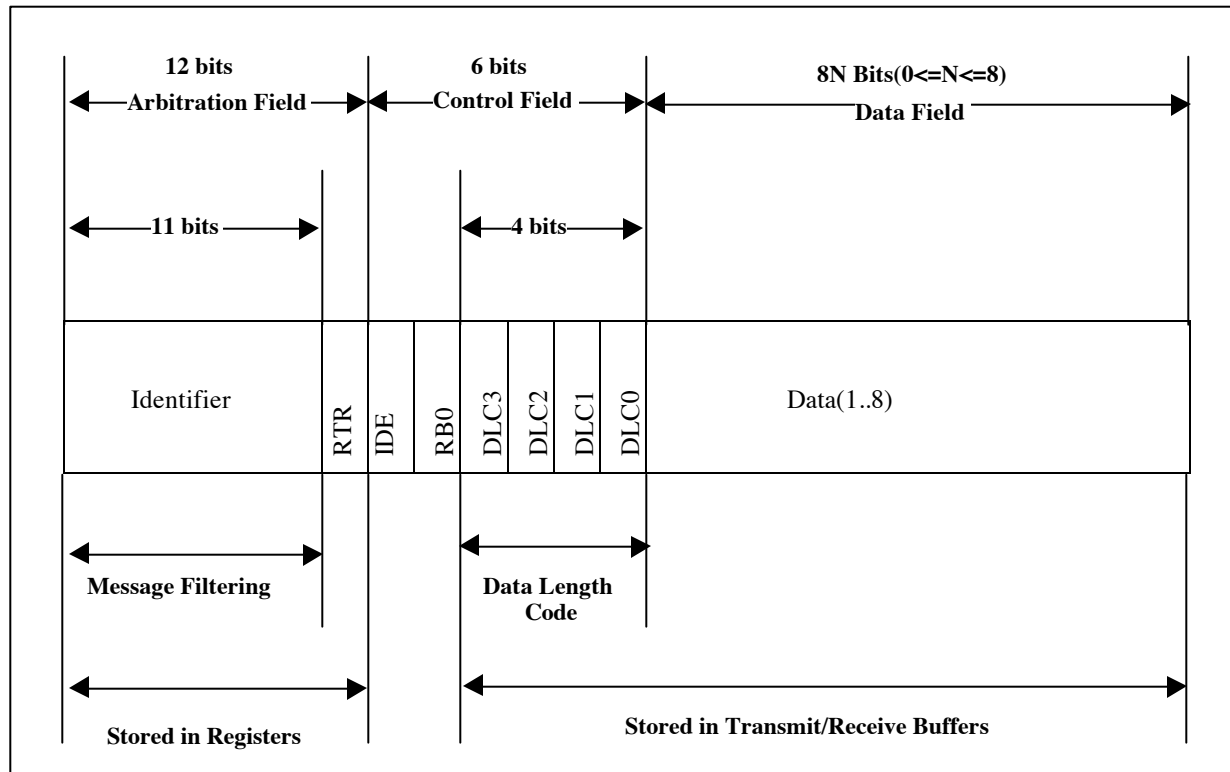 12 bits
Arbitration Field
6 bits
Control Field
8N Bits(0<=N<=8)
Data Field
11 bits
4 bits
Identifier
RTR
IDE
RB0
DLC3
DLC2
DLC1
DLC0
Data(1..8)
Message Filtering
Data Length
Code
Stored in Registers
Stored in Transmit/Receive Buffers